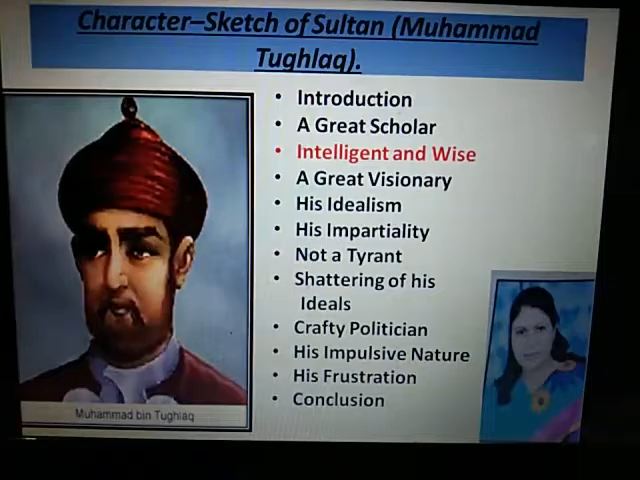 Character–Sketch of Sultan (Muhammad
Tughlaq).
• Introduction
• A Great Scholar
• Intelligent and Wise
• A Great Visionary
• His Idealism
• His Impartiality
• Not a Tyrant
• Shattering of his
Ideals
• Crafty Politician
• His Impulsive Nature
• His Frustration
• Conclusion
Muhammad bin Tughlaq